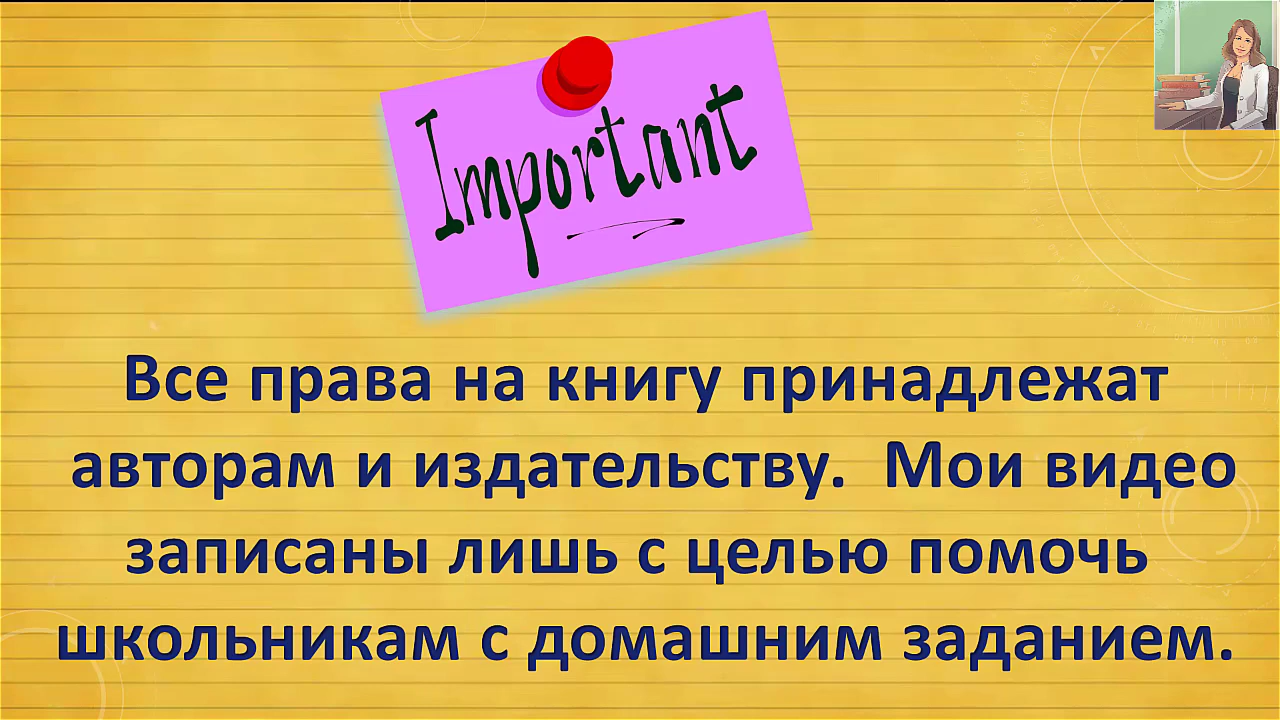 Important
Все права на книгу принадлежат
авторам и издательству. Мои видео
записаны лишь с целью помочь
школьникам с домашним заданием.